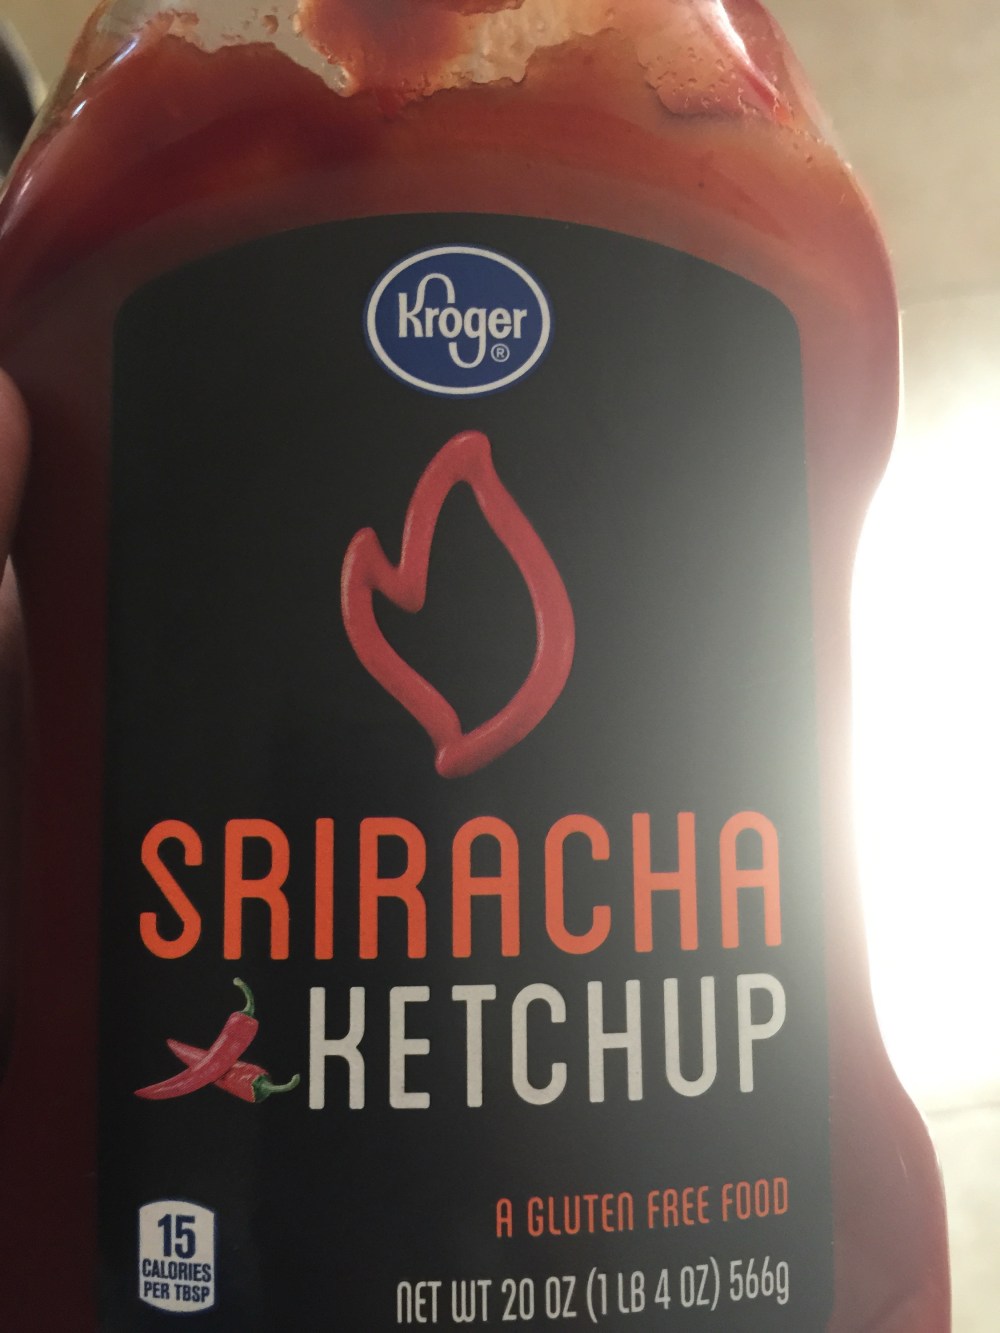 Kroger®
SRIRACHA
KETCHUP
A GLUTEN FREE FOOD
15
CALORIES
PER TBSP
NET WT 20 OZ (1 LB 4 OZ) 566g